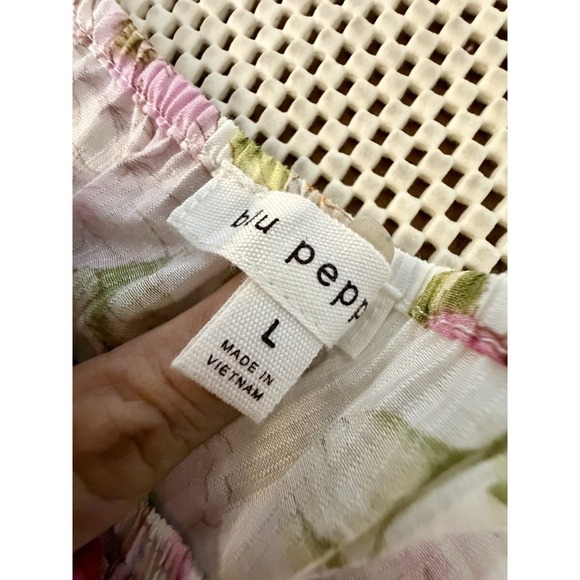 blu pepp
L
MADE IN
VIETNAM